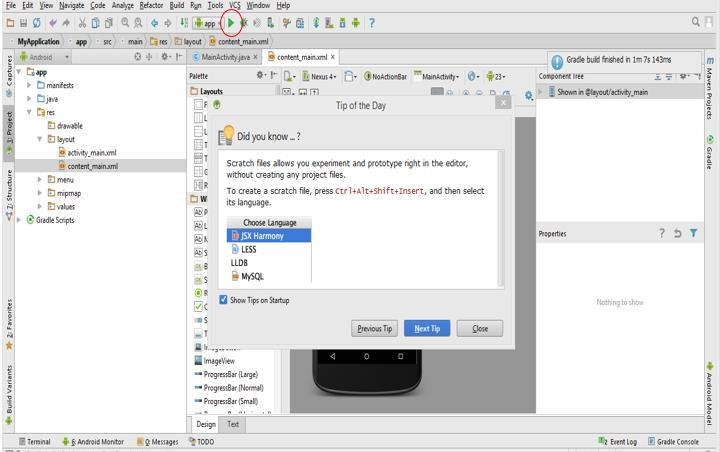 File Edit View Navigate Code Analyze Refactor Build Run Tools VCS Window Help
app
MyApplication app src main res layout content_main.xml
Android
MainActivity.java content_main.xml
Gradle build finished in 1m 7s 143ms
Captures
1: Project
7: Structure
2: Favorites
Build Variants
app
manifests
java
res
drawable
layout
activity_main.xml
content_main.xml
menu
mipmap
values
Gradle Scripts
Palette
Nexus 4 NoActionBar MainActivity 23
Layouts
Component Tree
Shown in @layout/activity_main
Tip of the Day
Did you know ... ?
Scratch files allows you experiment and prototype right in the editor,
without creating any project files.
To create a scratch file, press Ctrl+Alt+Shift+Insert, and then select
its language.
Choose Language
JSX Harmony
LESS
LLDB
MySQL
Show Tips on Startup
Previous Tip Next Tip Close
ImageView
ProgressBar (Large)
ProgressBar (Normal)
ProgressBar (Small)
Design Text
Properties
Nothing to show
Maven Projects
Gradle
Android Model
Terminal 6: Android Monitor 0: Messages TODO
Event Log Gradle Console